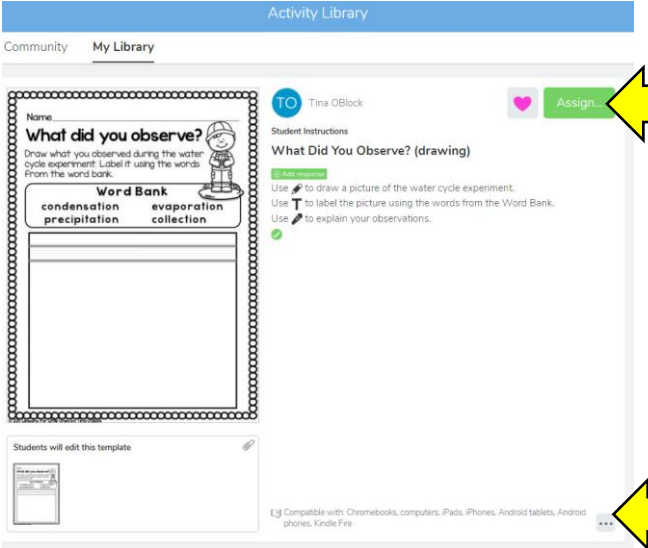 Activity Library
Community My Library
Name
What did you observe?
Draw what you observed during the water
cycle experiment. Label it using the words
from the word bank.
Word Bank
condensation evaporation
precipitation collection
Students will edit this template
TO Tina OBlock
Assign...
Student Instructions
What Did You Observe? (drawing)
Add response
Use to draw a picture of the water cycle experiment.
Use T to label the picture using the words from the Word Bank.
Use to explain your observations.
Compatible with: Chromebooks, computers, iPads, iPhones, Android tablets, Android
phones, Kindle Fire